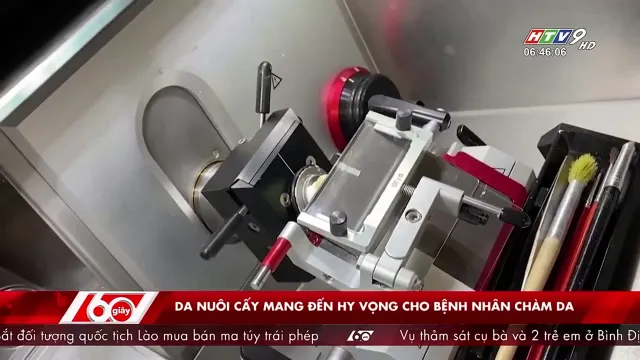 HTV9 HD
06:46:06
60 giây
DA NUÔI CẤY MANG ĐẾN HY VỌNG CHO BỆNH NHÂN CHÀM DA
Bắt đối tượng quốc tịch Lào mua bán ma túy trái phép 60 giây Vụ thảm sát cụ bà và 2 trẻ em ở Bình